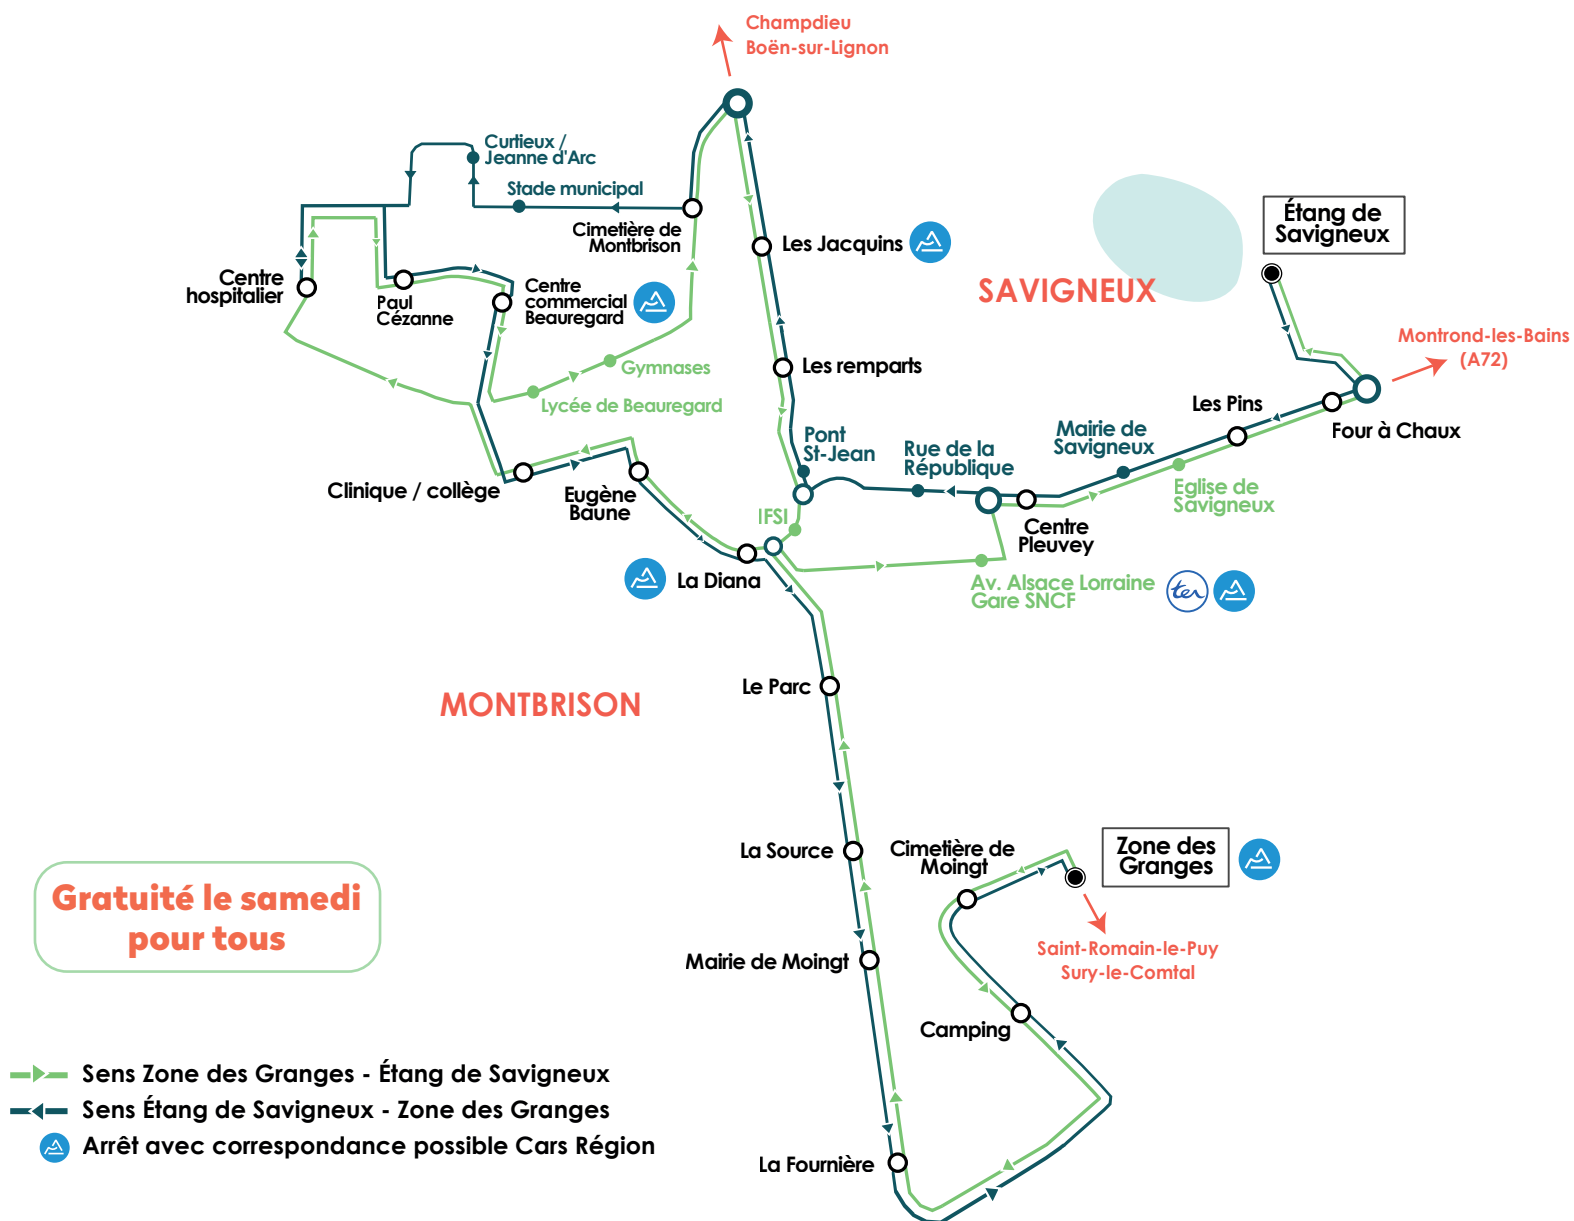 Champdieu
Boën-sur-Lignon
Curtieux /
Jeanne d'Arc
Stade municipal
Cimetière de
Montbrison
Les Jacquins
Étang de
Savigneux
SAVIGNEUX
Centre
hospitalier
Paul
Cézanne
Centre
commercial
Beauregard
Montrond-les-Bains
(A72)
Gymnases
Les remparts
Lycée de Beauregard
Les Pins
Four à Chaux
Pont
St-Jean
Rue de la
République
Mairie de
Savigneux
Clinique / collège
Eugène
Baune
IFSI
Eglise de
Savigneux
Centre
Pleuvey
La Diana
Av. Alsace Lorraine
Gare SNCF
ter
Le Parc
MONTBRISON
La Source
Cimetière de
Moingt
Zone des
Granges
Gratuité le samedi
pour tous
Saint-Romain-le-Puy
Sury-le-Comtal
Mairie de Moingt
Camping
Sens Zone des Granges - Étang de Savigneux
Sens Étang de Savigneux - Zone des Granges
Arrêt avec correspondance possible Cars Région
La Fournière